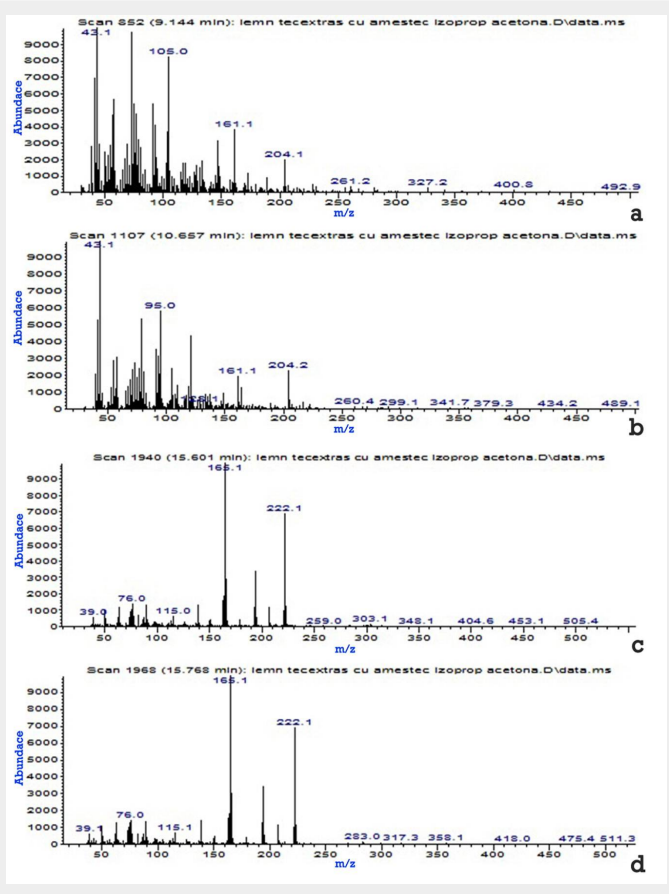 Scan 852 (9.144 min): lemn tecextras cu amestec izoprop acetona.D\data.ms
43.1
9000
8000
105.0
7000
6000
5000
161.1
4000
3000
204.1
2000
1000
261.2 327.2 400.8 492.9
0
50 100 150 200 250 300 350 400 450
Abundace
m/z
a
Scan 1107 (10.657 min): lemn tecextras cu amestec izoprop acetona.D\data.ms
43.1
9000
8000
7000
95.0
6000
5000
4000
3000
161.1 204.2
2000
1000
260.4 299.1 341.7 379.3 434.2 489.1
0
50 100 150 200 250 300 350 400 450
Abundace
m/z
b
Scan 1940 (15.601 min): lemn tecextras cu amestec izoprop acetona.D\data.ms
165.1
9000
8000
222.1
7000
6000
5000
4000
3000
2000
76.0
1000
39.0 115.0
259.0 303.1 348.1 404.6 453.1 505.4
0
50 100 150 200 250 300 350 400 450 500
Abundace
m/z
c
Scan 1968 (15.768 min): lemn tecextras cu amestec izoprop acetona.D\data.ms
165.1
9000
8000
222.1
7000
6000
5000
4000
3000
2000
76.0
1000
39.1 115.1
283.0 317.3 358.1 418.0 475.4 511.3
0
50 100 150 200 250 300 350 400 450 500
Abundace
m/z
d